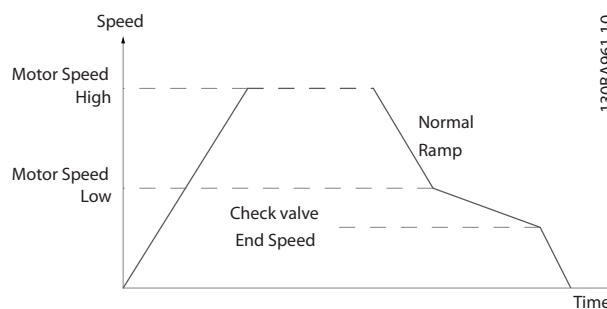 Speed
Motor Speed
High
Normal
Ramp
Motor Speed
Low
Check valve
End Speed
Time
130BA961.10